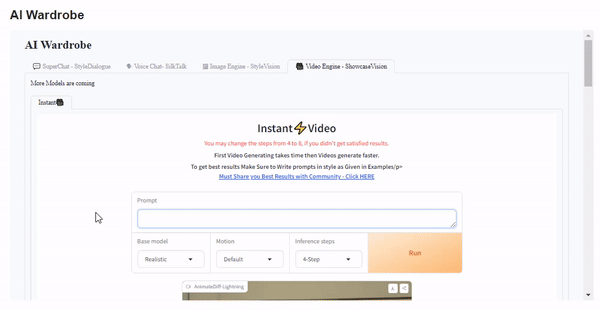 AI Wardrobe
AI Wardrobe
SuperChat - StyleDialogue
Voice Chat- SilkTalk
Image Engine - StyleVision
Video Engine - ShowcaseVision
More Models are coming
Instant
Instant⚡Video
You may change the steps from 4 to 8, if you didn't get satisfied results.
First Video Generating takes time then Videos generate faster.
To get best results Make Sure to Write prompts in style as Given in Examples/p>
Must Share you Best Results with Community - Click HERE
Prompt
Base model
Motion
Inference steps
Realistic
Default
4-Step
Run
AnimateDiff-Lightning